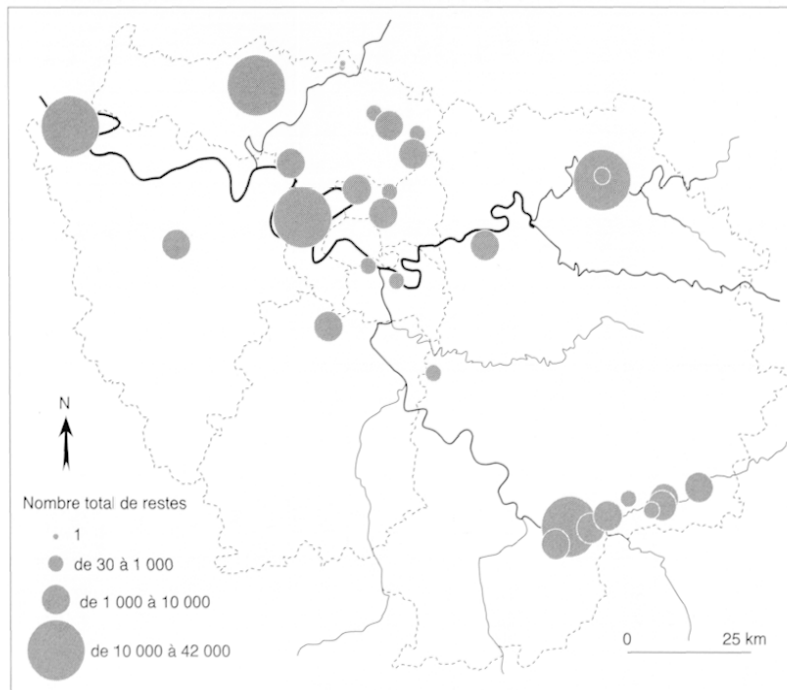 N
Nombre total de restes
1
de 30 à 1 000
de 1 000 à 10 000
de 10 000 à 42 000
0 25 km